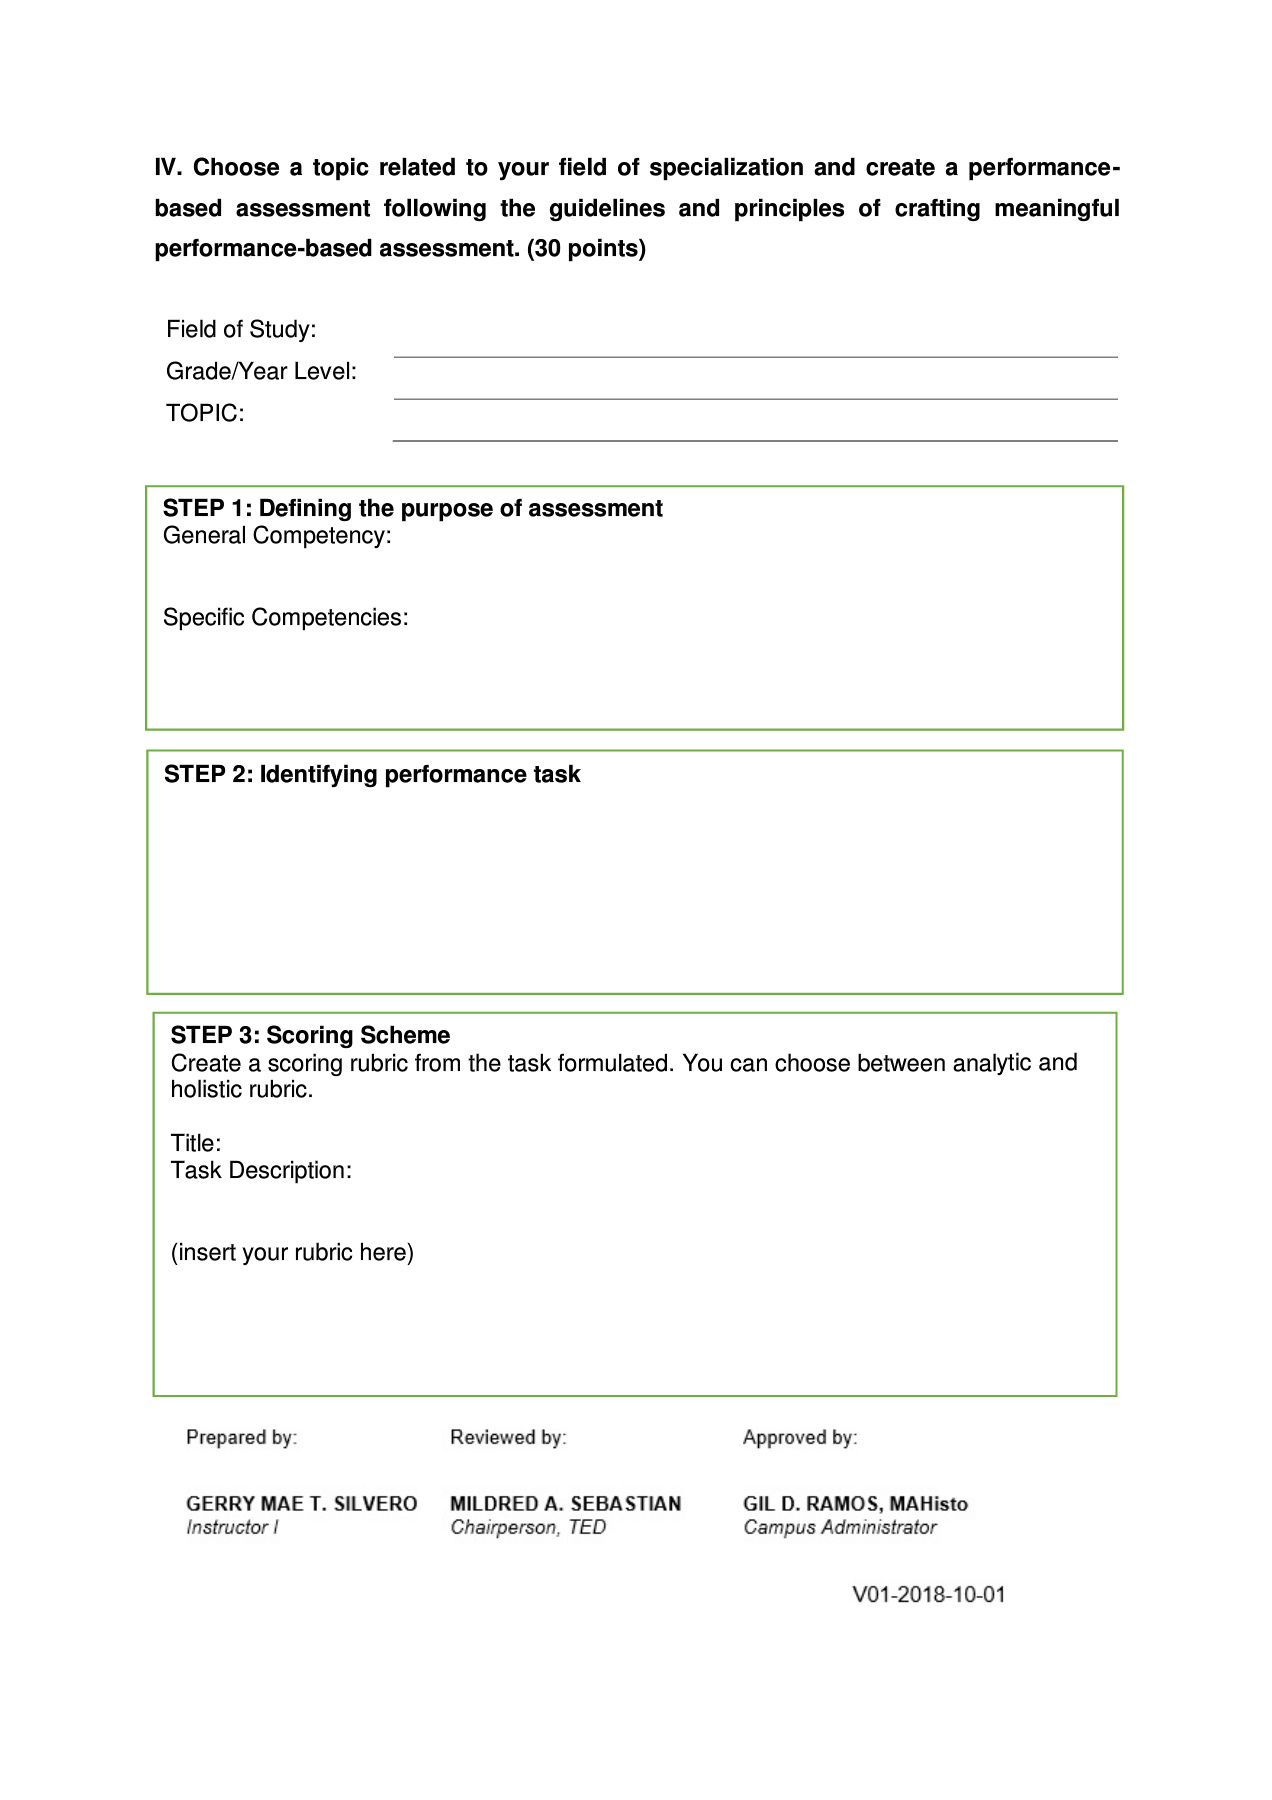 IV. Choose a topic related to your field of specialization and create a performance-
based assessment following the guidelines and principles of crafting meaningful
performance-based assessment. (30 points)
Field of Study:
Grade/Year Level:
TOPIC:
STEP 1: Defining the purpose of assessment
General Competency:
Specific Competencies:
STEP 2: Identifying performance task
STEP 3: Scoring Scheme
Create a scoring rubric from the task formulated. You can choose between analytic and
holistic rubric.
Title:
Task Description:
(insert your rubric here)
Prepared by: Reviewed by: Approved by:
GERRY MAE T. SILVERO MILDRED A. SEBASTIAN GIL D. RAMOS, MAHisto
Instructor I Chairperson, TED Campus Administrator
V01-2018-10-01